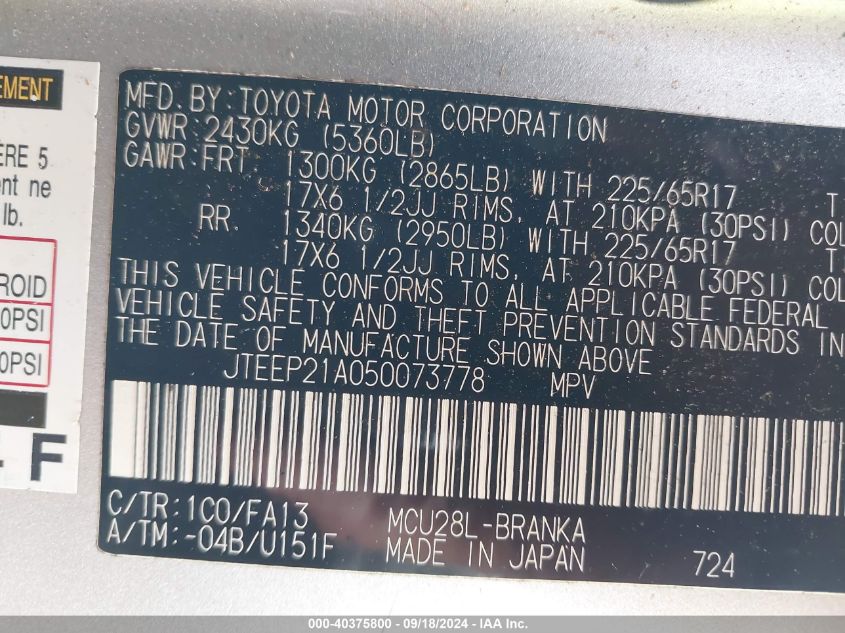 EMENT
ÈRE 5
ent ne
lb.
ROID
0PSI
0PSI
F
MFD. BY: TOYOTA MOTOR CORPORATION
GVWR: 2430KG (5360LB)
GAWR: FRT 1300KG (2865LB) WITH 225/65R17 T
17X6 1/2JJ RIMS, AT 210KPA (30PSI) COL
RR 1340KG (2950LB) WITH 225/65R17 T
17X6 1/2JJ RIMS, AT 210KPA (30PSI) COL
THIS VEHICLE CONFORMS TO ALL APPLICABLE FEDERAL
VEHICLE SAFETY AND THEFT PREVENTION STANDARDS IN
THE DATE OF MANUFACTURE SHOWN ABOVE
JTEEP21A050073778 MPV
C/TR: 1C0/FA13 MCU28L-BRANKA
A/TM: -04B/U151F MADE IN JAPAN 724
000-40375800 - 09/18/2024 - IAA Inc.